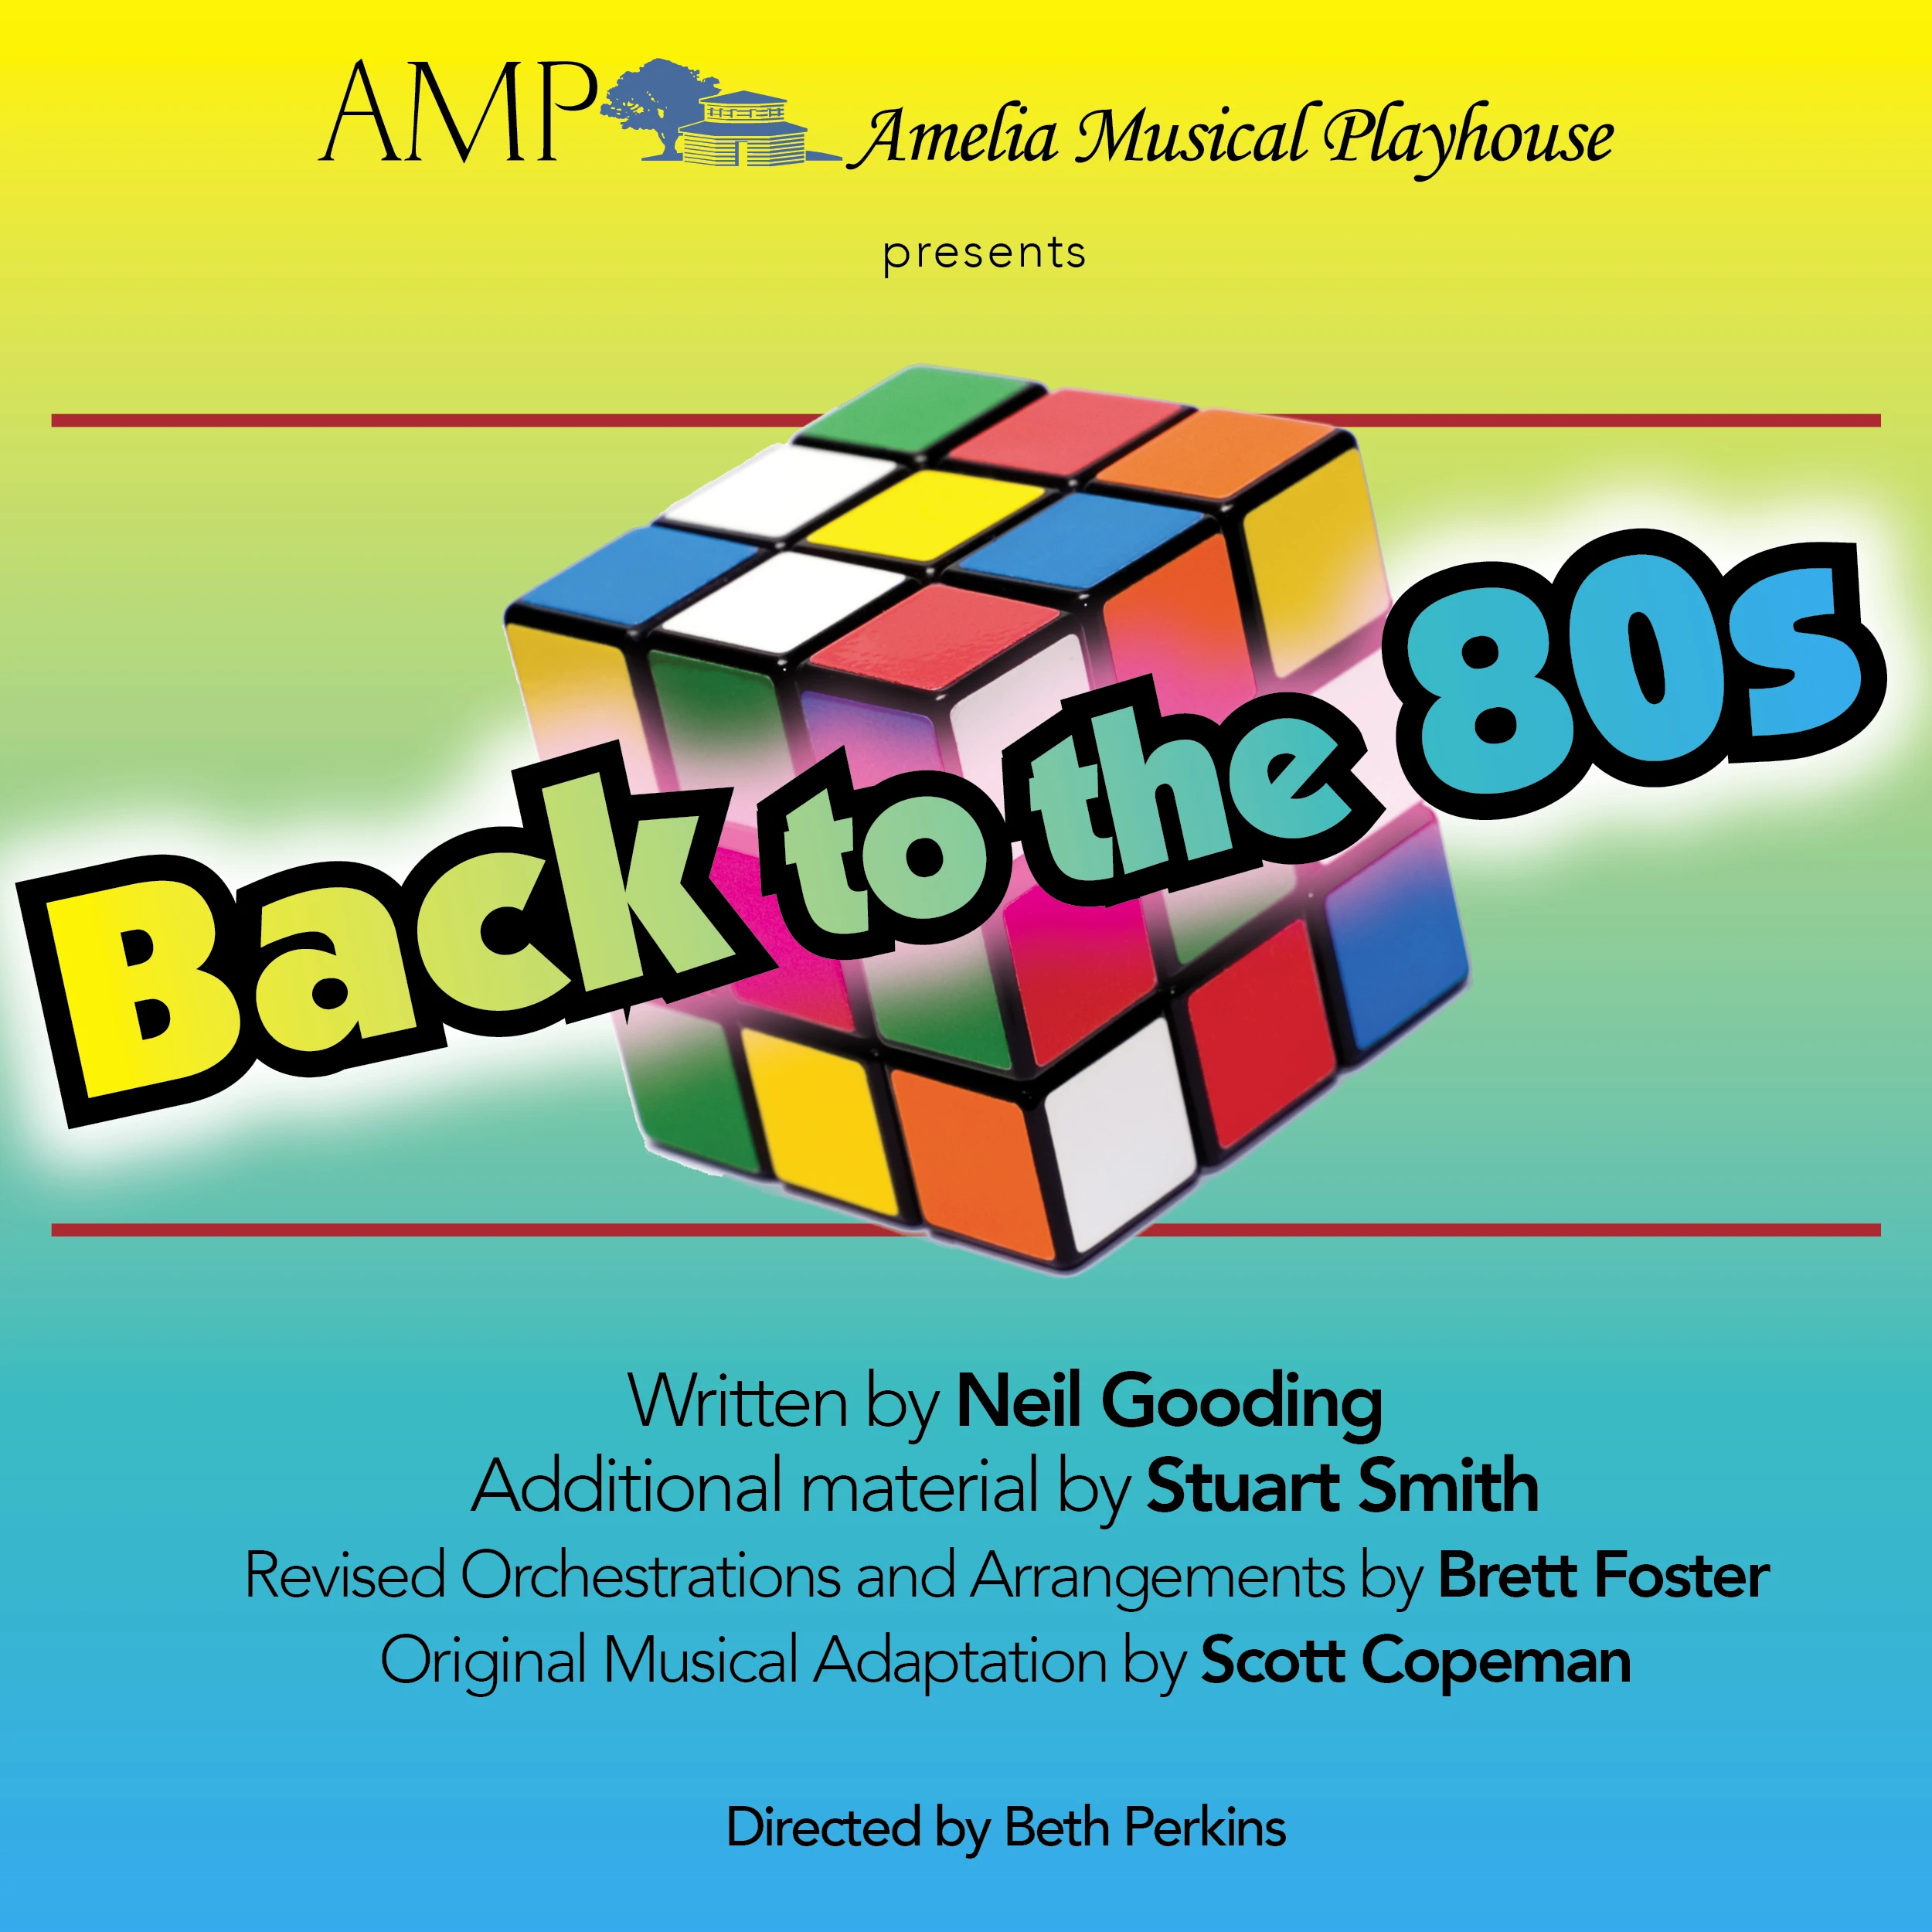 AMP Amelia Musical Playhouse
presents
Back to the 80s
Written by Neil Gooding
Additional material by Stuart Smith
Revised Orchestrations and Arrangements by Brett Foster
Original Musical Adaptation by Scott Copeman
Directed by Beth Perkins